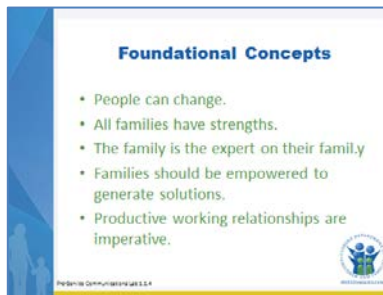 Foundational Concepts
• People can change.
• All families have strengths.
• The family is the expert on their famil.y
• Families should be empowered to
generate solutions.
• Productive working relationships are
imperative.